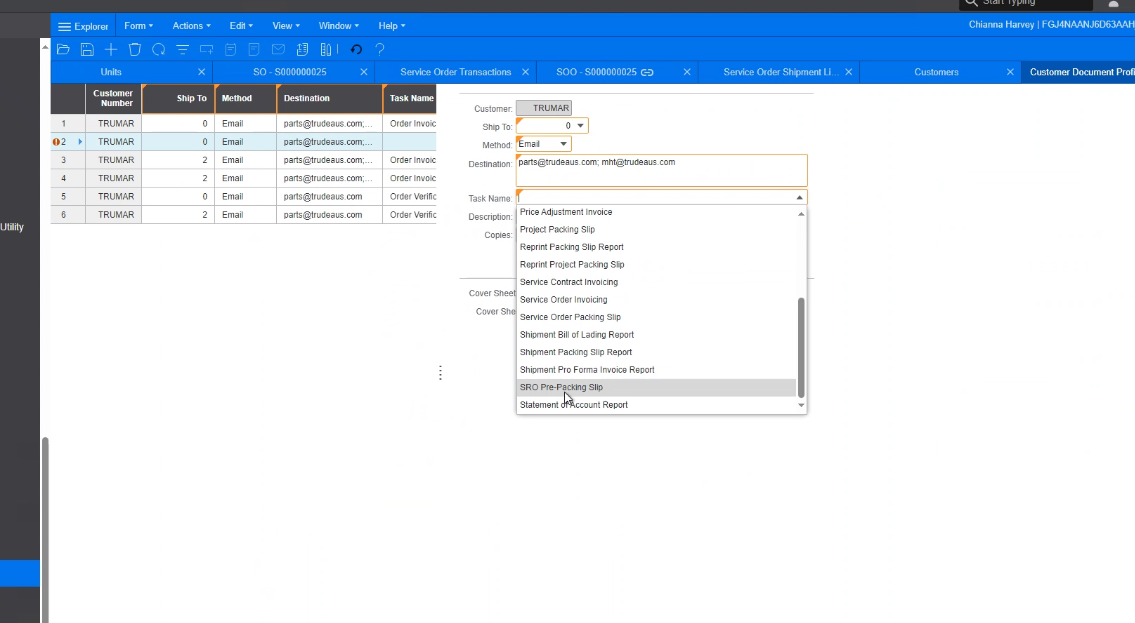 Start Typing
Explorer Form Actions Edit View Window Help
Chianna Harvey | FGJ4NAANJ6D63AAH
Units SO - S000000025 Service Order Transactions SOO - S000000025 Service Order Shipment Li... Customers Customer Document Profi
Customer Number Ship To Method Destination Task Name
1 TRUMAR 0 Email parts@trudeaus.com;... Order Invoic
2 TRUMAR 0 Email parts@trudeaus.com;...
3 TRUMAR 2 Email parts@trudeaus.com;... Order Invoic
4 TRUMAR 2 Email parts@trudeaus.com;... Order Invoic
5 TRUMAR 0 Email parts@trudeaus.com Order Verific
6 TRUMAR 2 Email parts@trudeaus.com Order Verific
Utility
Customer: TRUMAR
Ship To: 0
Method: Email
Destination: parts@trudeaus.com; mht@trudeaus.com
Task Name:
Description:
Copies:
Cover Sheet
Cover She
Price Adjustment Invoice
Project Packing Slip
Reprint Packing Slip Report
Reprint Project Packing Slip
Service Contract Invoicing
Service Order Invoicing
Service Order Packing Slip
Shipment Bill of Lading Report
Shipment Packing Slip Report
Shipment Pro Forma Invoice Report
SRO Pre-Packing Slip
Statement of Account Report